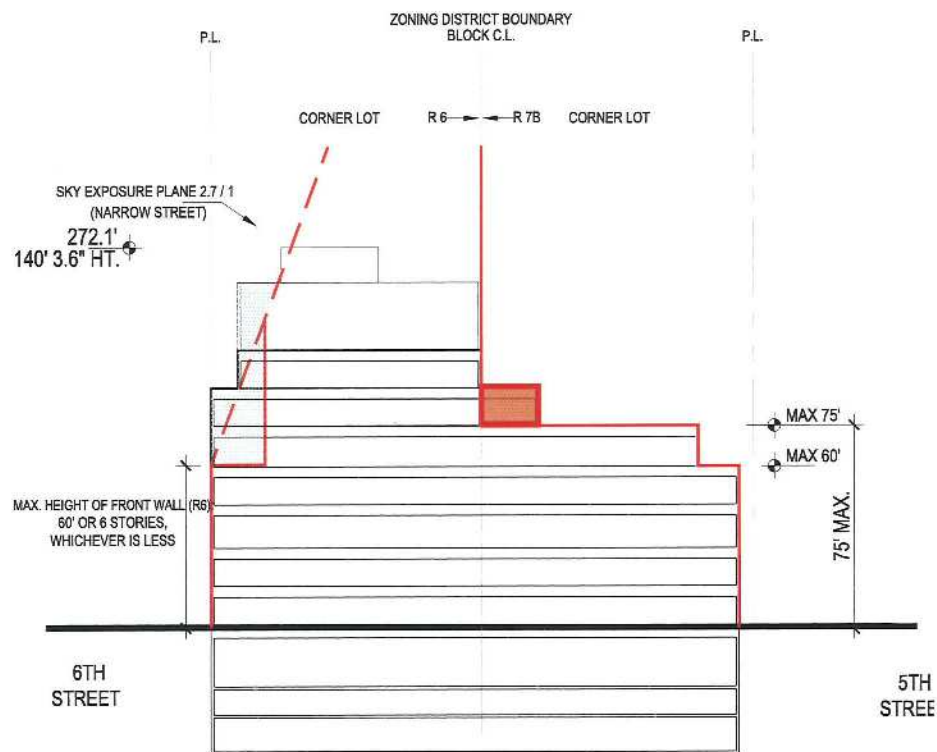 ZONING DISTRICT BOUNDARY
BLOCK C.L.
P.L.
P.L.
CORNER LOT
R 6
R 7B
CORNER LOT
SKY EXPOSURE PLANE 2.7 / 1
(NARROW STREET)
272.1'
140' 3.6" HT.
MAX 75'
MAX 60'
MAX. HEIGHT OF FRONT WALL (R6)
60' OR 6 STORIES,
WHICHEVER IS LESS
75' MAX.
6TH
STREET
5TH
STREE